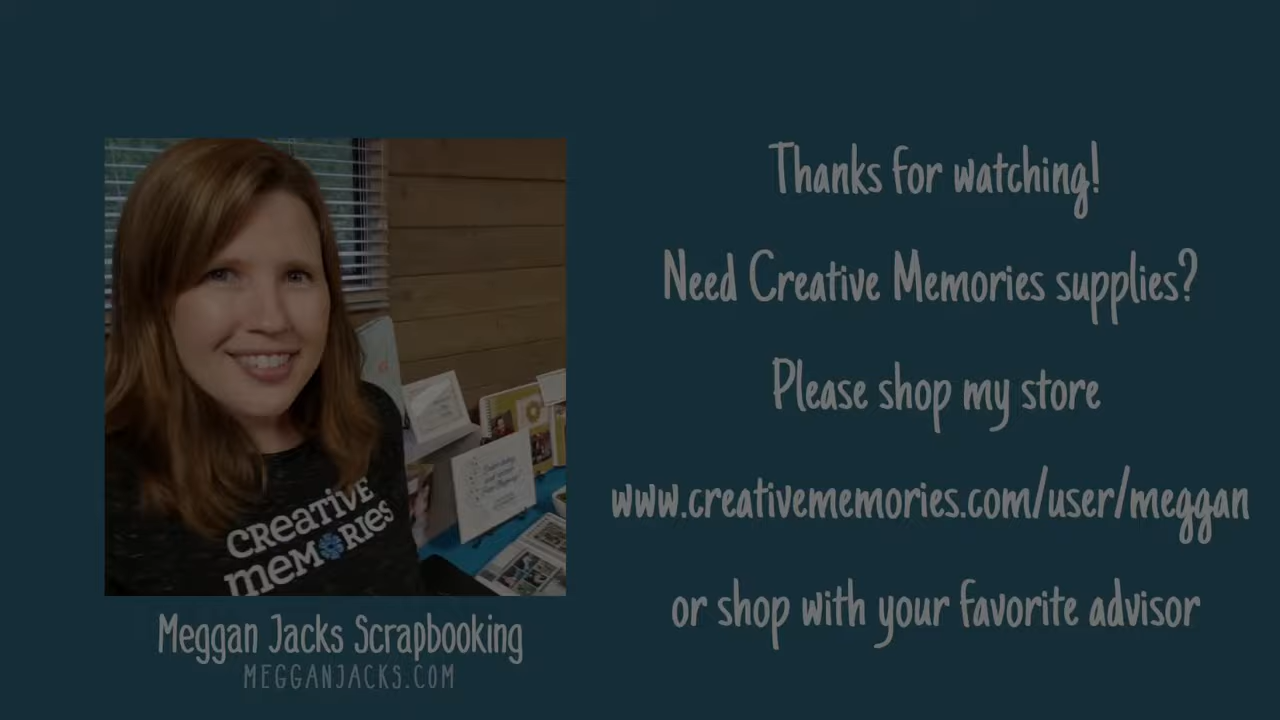 Thanks for watching!
Need Creative Memories supplies?
Please shop my store
www.creativememories.com/user/meggan
or shop with your favorite advisor
CReATiVe
MeMORieS
Meggan Jacks Scrapbooking
MEGGANJACKS.COM